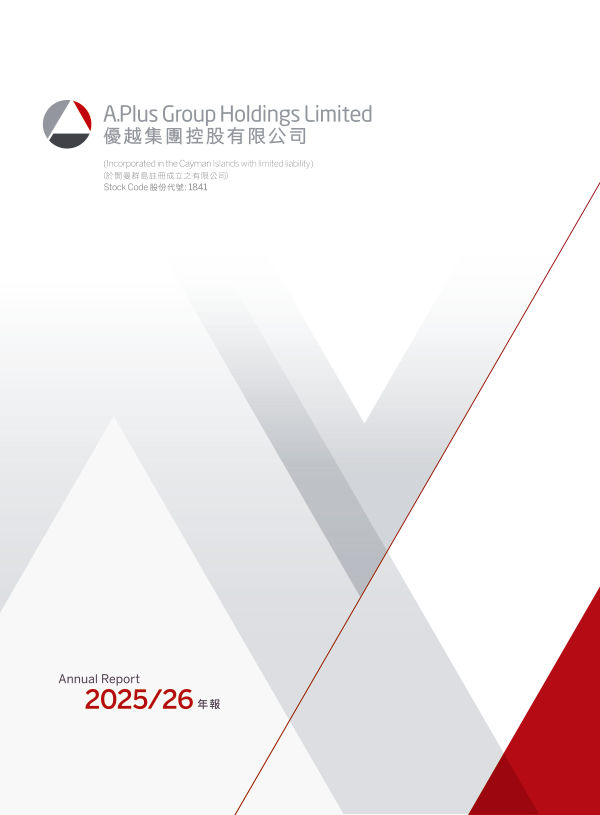 A.Plus Group Holdings Limited
優越集團控股有限公司
(Incorporated in the Cayman Islands with limited liability)
(於開曼群島註冊成立之有限公司)
Stock Code 股份代號: 1841
Annual Report
2025/26 年報